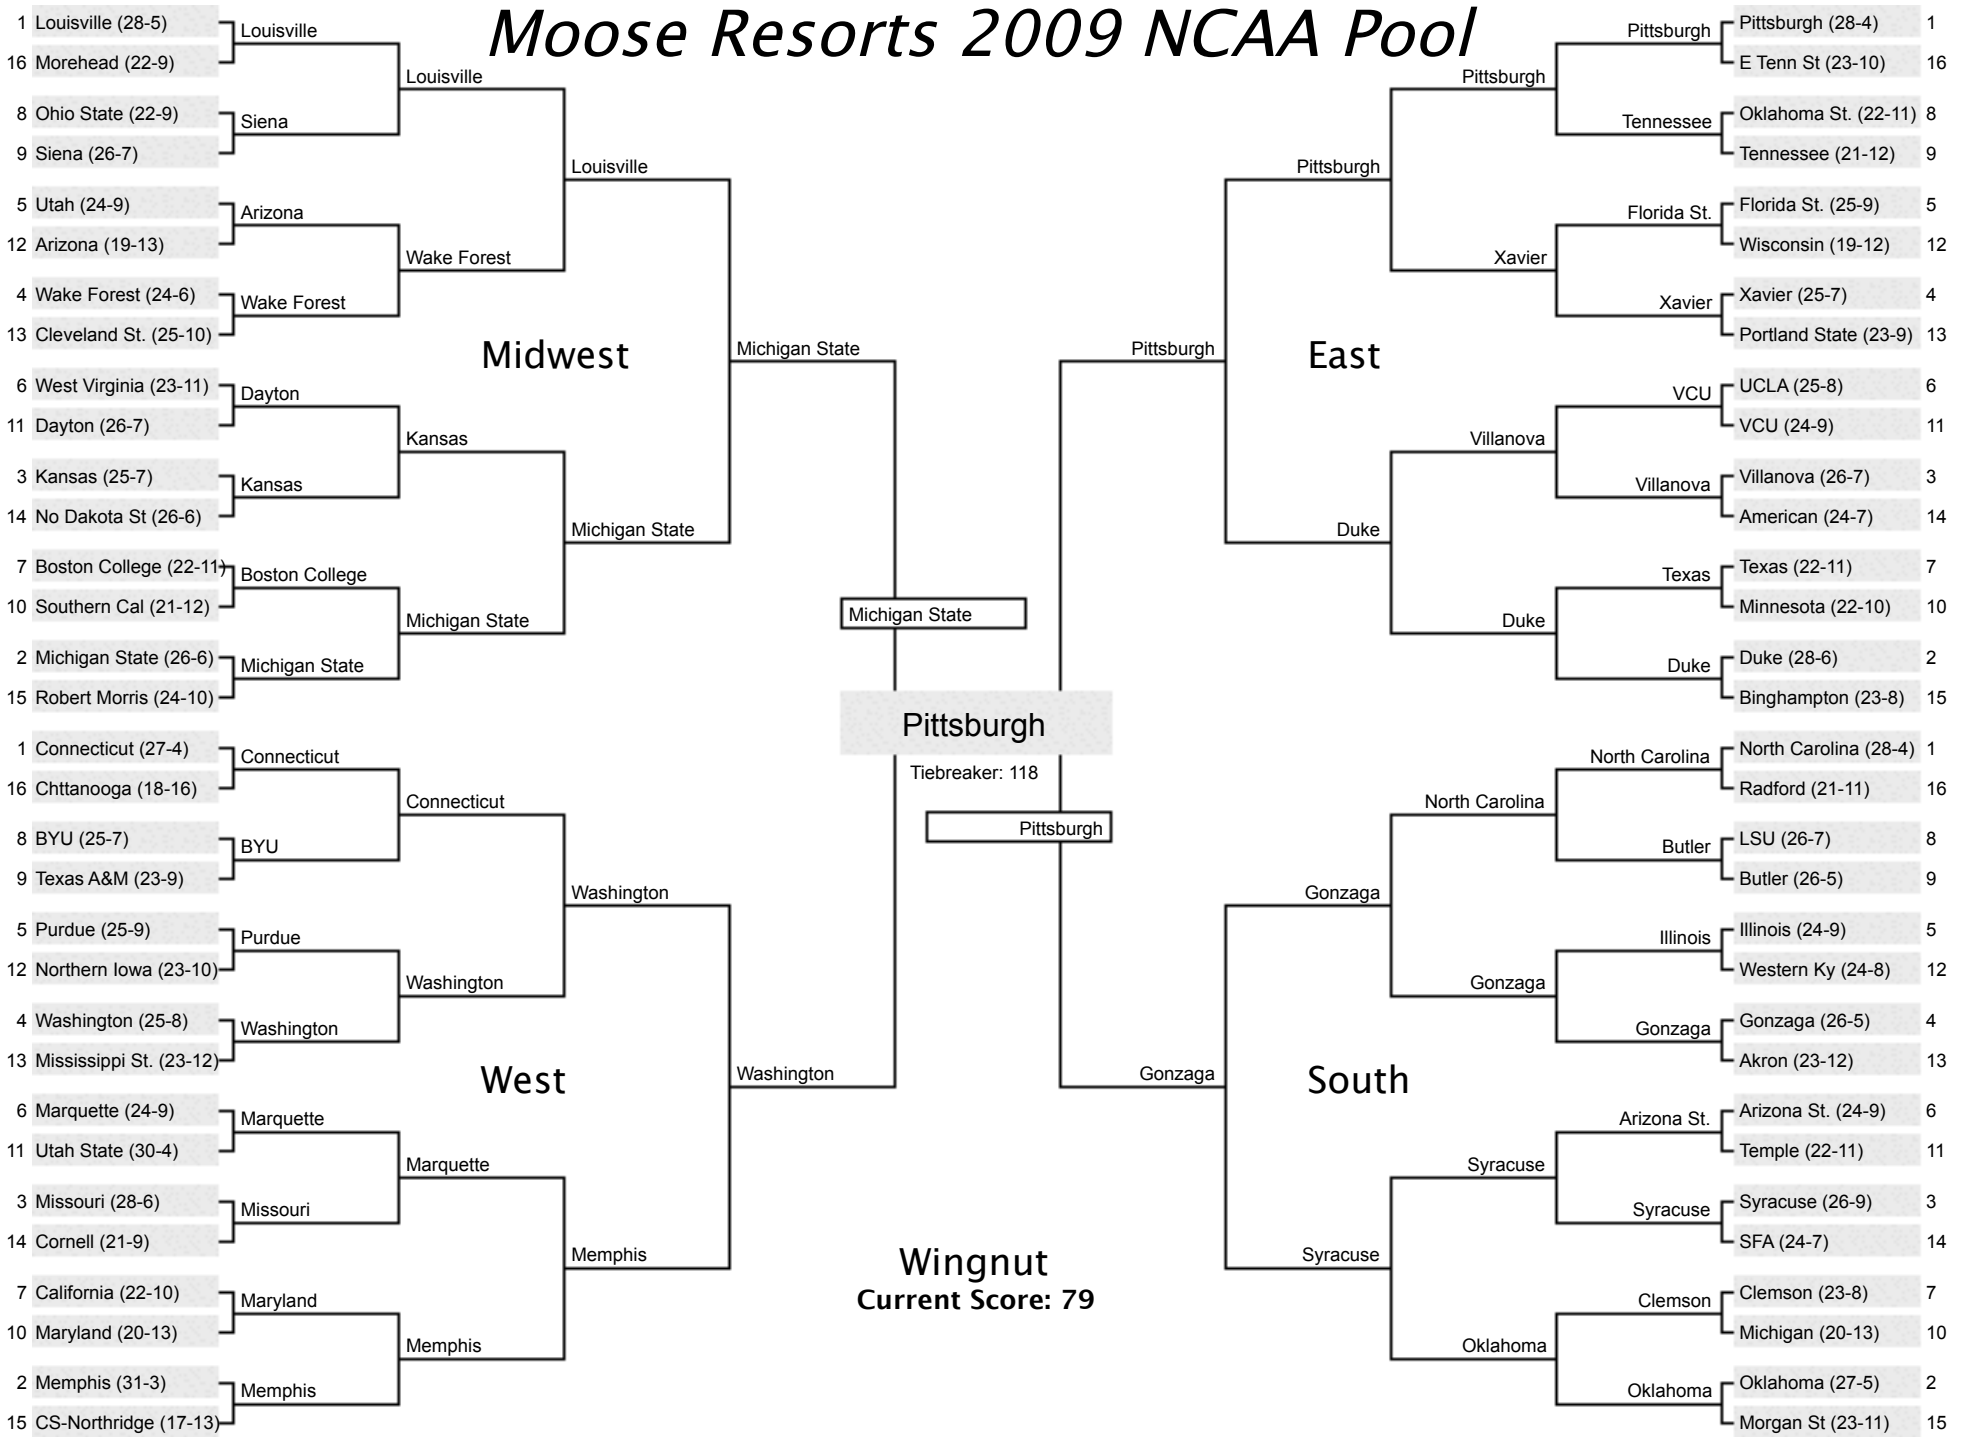 Moose Resorts 2009 NCAA Pool
1 Louisville (28-5)
16 Morehead (22-9)
8 Ohio State (22-9)
9 Siena (26-7)
5 Utah (24-9)
12 Arizona (19-13)
4 Wake Forest (24-6)
13 Cleveland St. (25-10)
6 West Virginia (23-11)
11 Dayton (26-7)
3 Kansas (25-7)
14 No Dakota St (26-6)
7 Boston College (22-11)
10 Southern Cal (21-12)
2 Michigan State (26-6)
15 Robert Morris (24-10)
Louisville
Siena
Arizona
Wake Forest
Dayton
Kansas
Boston College
Michigan State
Louisville
Wake Forest
Kansas
Michigan State
Louisville
Michigan State
Midwest
Michigan State
1 Connecticut (27-4)
16 Chttanooga (18-16)
8 BYU (25-7)
9 Texas A&M (23-9)
5 Purdue (25-9)
12 Northern Iowa (23-10)
4 Washington (25-8)
13 Mississippi St. (23-12)
6 Marquette (24-9)
11 Utah State (30-4)
3 Missouri (28-6)
14 Cornell (21-9)
7 California (22-10)
10 Maryland (20-13)
2 Memphis (31-3)
15 CS-Northridge (17-13)
Connecticut
BYU
Purdue
Washington
Marquette
Missouri
Maryland
Memphis
Connecticut
Washington
Marquette
Memphis
Washington
Memphis
West
Washington
Michigan State
Pittsburgh
Tiebreaker: 118
Pittsburgh
Wingnut
Current Score: 79
Pittsburgh
East
Pittsburgh
Duke
Pittsburgh
Xavier
Villanova
Duke
Pittsburgh
Tennessee
Florida St.
Xavier
VCU
Villanova
Texas
Duke
Pittsburgh (28-4) 1
E Tenn St (23-10) 16
Oklahoma St. (22-11) 8
Tennessee (21-12) 9
Florida St. (25-9) 5
Wisconsin (19-12) 12
Xavier (25-7) 4
Portland State (23-9) 13
UCLA (25-8) 6
VCU (24-9) 11
Villanova (26-7) 3
American (24-7) 14
Texas (22-11) 7
Minnesota (22-10) 10
Duke (28-6) 2
Binghampton (23-8) 15
Gonzaga
South
Gonzaga
Syracuse
North Carolina
Gonzaga
Syracuse
Oklahoma
North Carolina
Butler
Illinois
Gonzaga
Arizona St.
Syracuse
Clemson
Oklahoma
North Carolina (28-4) 1
Radford (21-11) 16
LSU (26-7) 8
Butler (26-5) 9
Illinois (24-9) 5
Western Ky (24-8) 12
Gonzaga (26-5) 4
Akron (23-12) 13
Arizona St. (24-9) 6
Temple (22-11) 11
Syracuse (26-9) 3
SFA (24-7) 14
Clemson (23-8) 7
Michigan (20-13) 10
Oklahoma (27-5) 2
Morgan St (23-11) 15